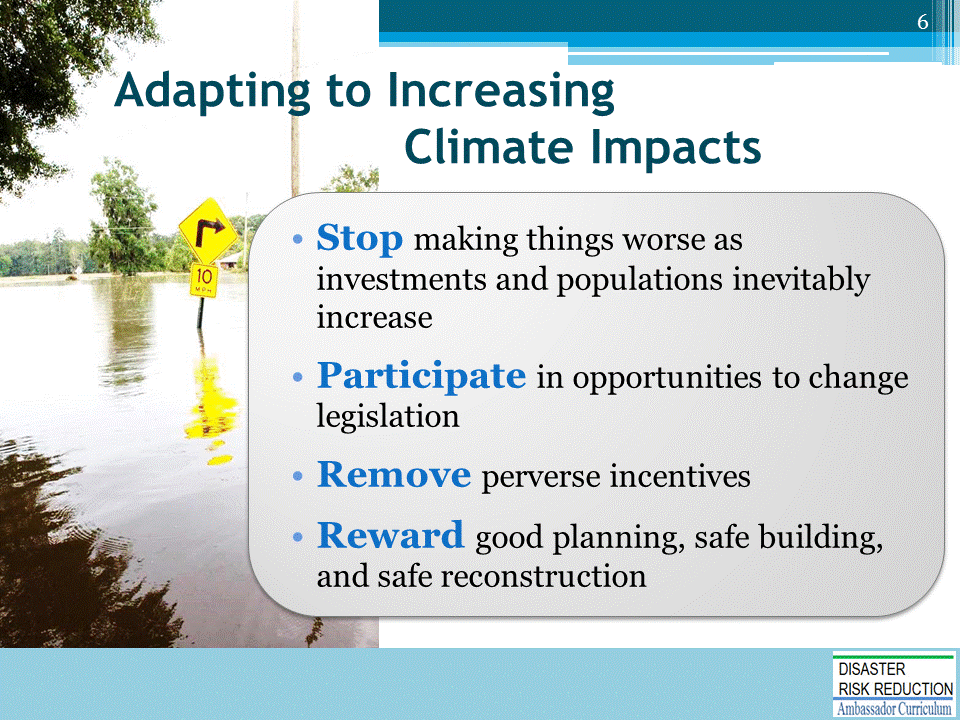 6
Adapting to Increasing
Climate Impacts
• Stop making things worse as
investments and populations inevitably
increase
• Participate in opportunities to change
legislation
• Remove perverse incentives
• Reward good planning, safe building,
and safe reconstruction
10
MPH
DISASTER
RISK REDUCTION
Ambassador Curriculum